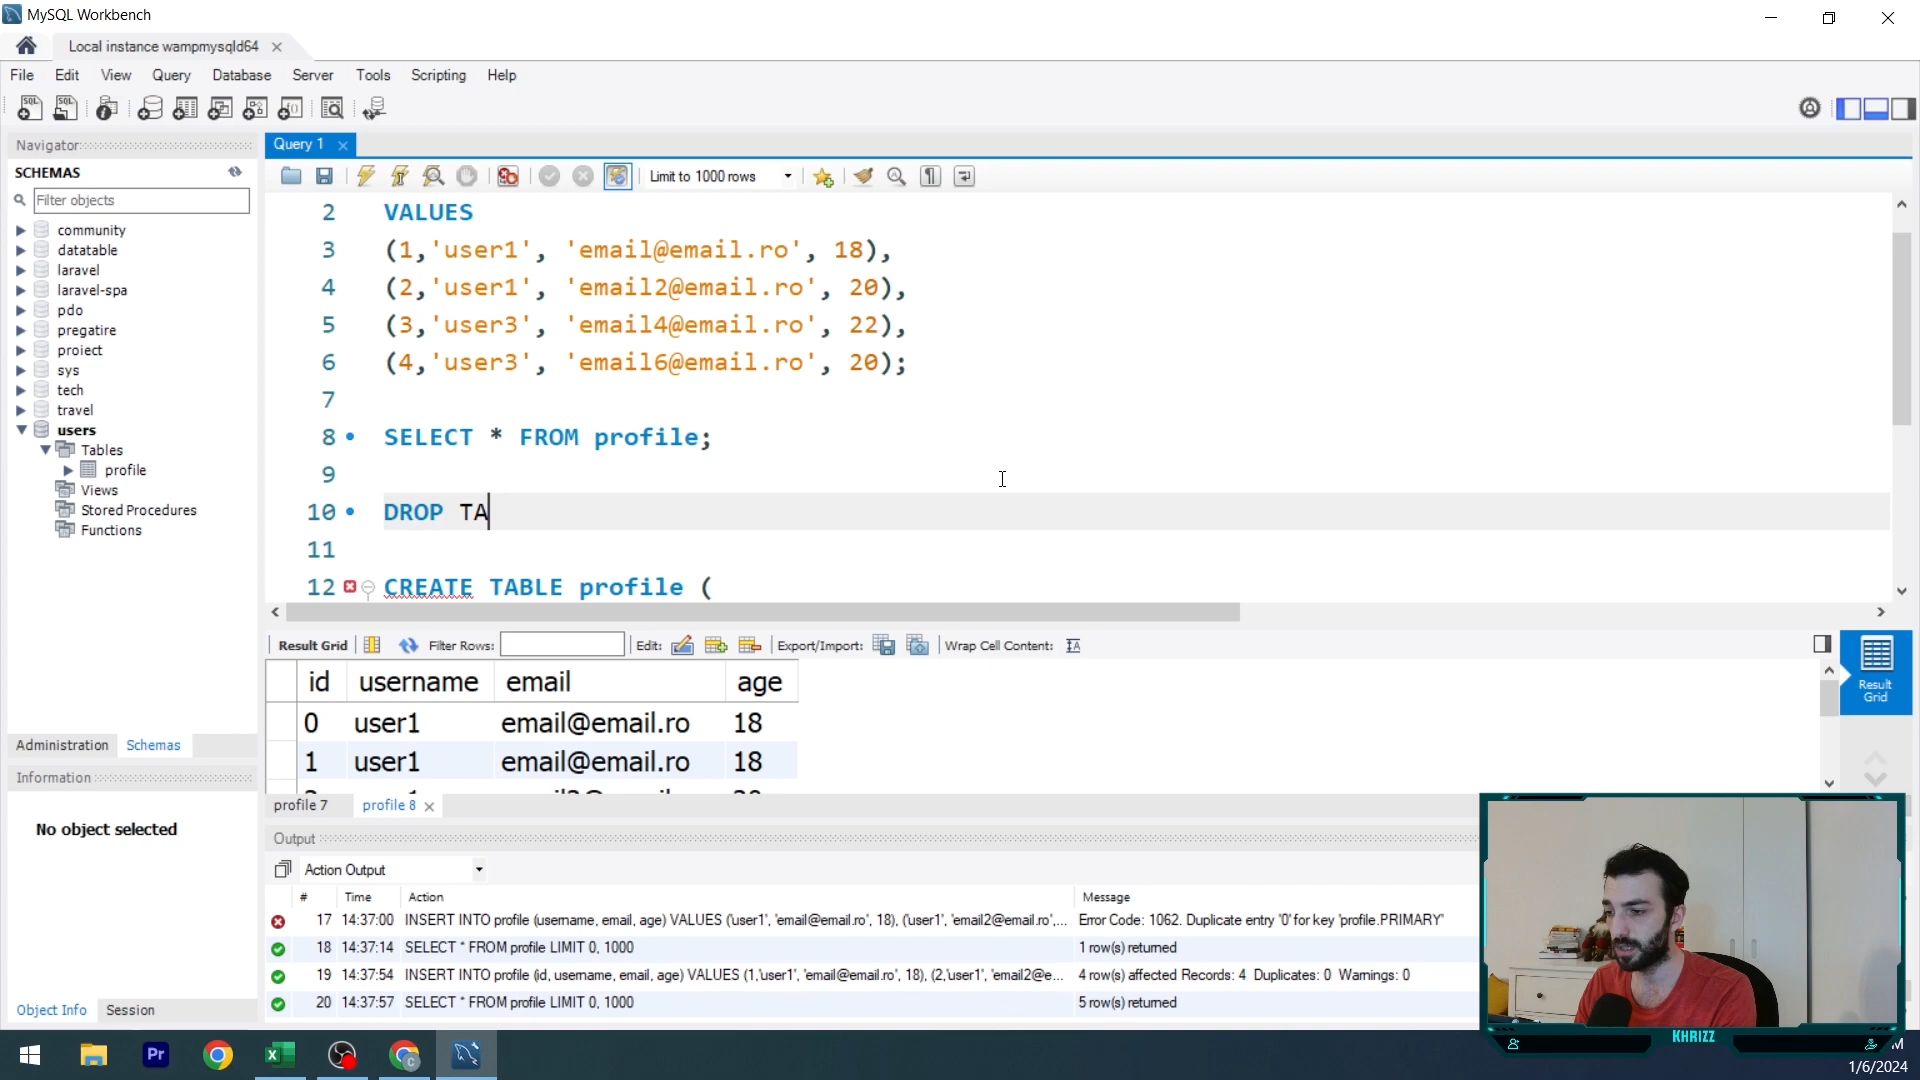 MySQL Workbench
Local instance wampmysqld64
File Edit View Query Database Server Tools Scripting Help
Navigator
SCHEMAS
Filter objects
community
datatable
laravel
laravel-spa
pdo
pregatire
proiect
sys
tech
travel
users
Tables
profile
Views
Stored Procedures
Functions
Administration Schemas
Information
No object selected
Object Info Session
Query 1
Limit to 1000 rows
2 VALUES
3 (1,'user1', 'email@email.ro', 18),
4 (2,'user1', 'email2@email.ro', 20),
5 (3,'user3', 'email4@email.ro', 22),
6 (4,'user3', 'email6@email.ro', 20);
7
8 SELECT * FROM profile;
9
10 DROP TA
11
12 CREATE TABLE profile (
Result Grid Filter Rows: Edit: Export/Import: Wrap Cell Content:
Result Grid
id username email age
0 user1 email@email.ro 18
1 user1 email@email.ro 18
profile 7 profile 8
Output
Action Output
# Time Action Message
17 14:37:00 INSERT INTO profile (username, email, age) VALUES ('user1', 'email@email.ro', 18), ('user1', 'email2@email.ro',... Error Code: 1062. Duplicate entry '0' for key 'profile.PRIMARY'
18 14:37:14 SELECT * FROM profile LIMIT 0, 1000 1 row(s) returned
19 14:37:54 INSERT INTO profile (id, username, email, age) VALUES (1,'user1', 'email@email.ro', 18), (2,'user1', 'email2@e... 4 row(s) affected Records: 4 Duplicates: 0 Warnings: 0
20 14:37:57 SELECT * FROM profile LIMIT 0, 1000 5 row(s) returned
KHRIZZ
1/6/2024